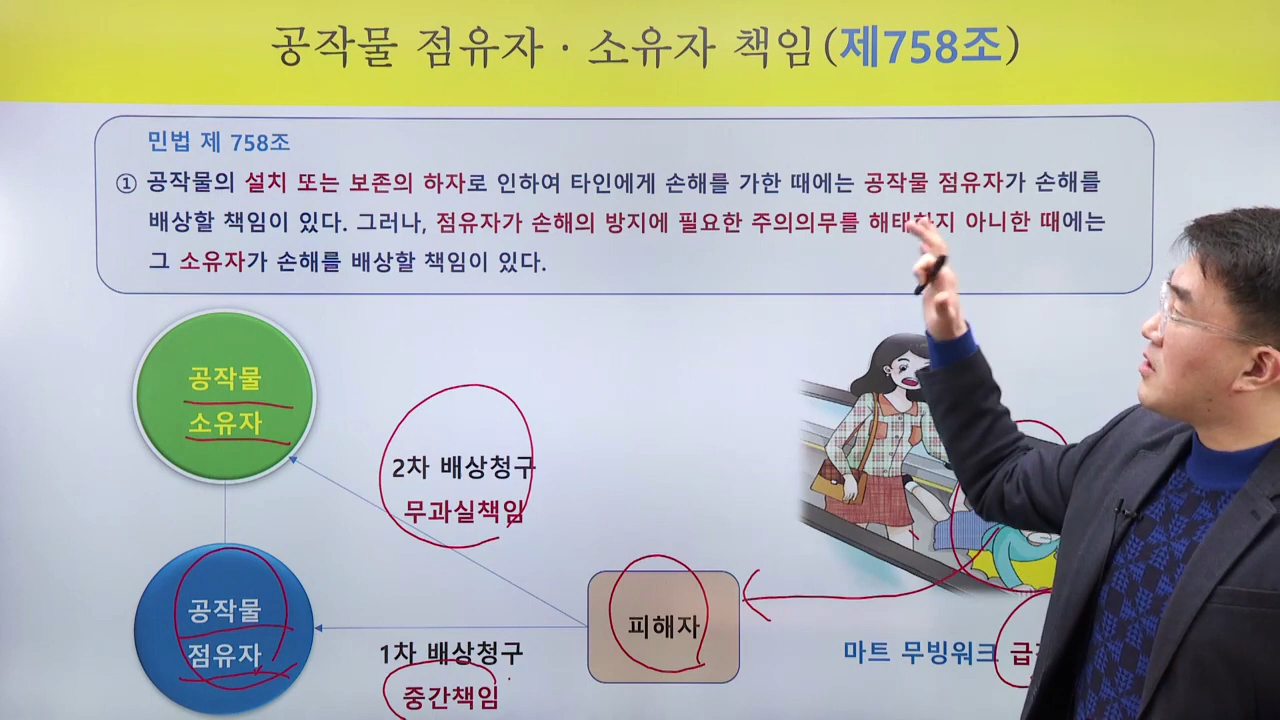 공작물 점유자 · 소유자 책임(제758조)
민법 제 758조
① 공작물의 설치 또는 보존의 하자로 인하여 타인에게 손해를 가한 때에는 공작물 점유자가 손해를
배상할 책임이 있다. 그러나, 점유자가 손해의 방지에 필요한 주의의무를 해태하지 아니한 때에는
그 소유자가 손해를 배상할 책임이 있다.
공작물
소유자
2차 배상청구
무과실책임
공작물
점유자
피해자
1차 배상청구
중간책임
마트 무빙워크